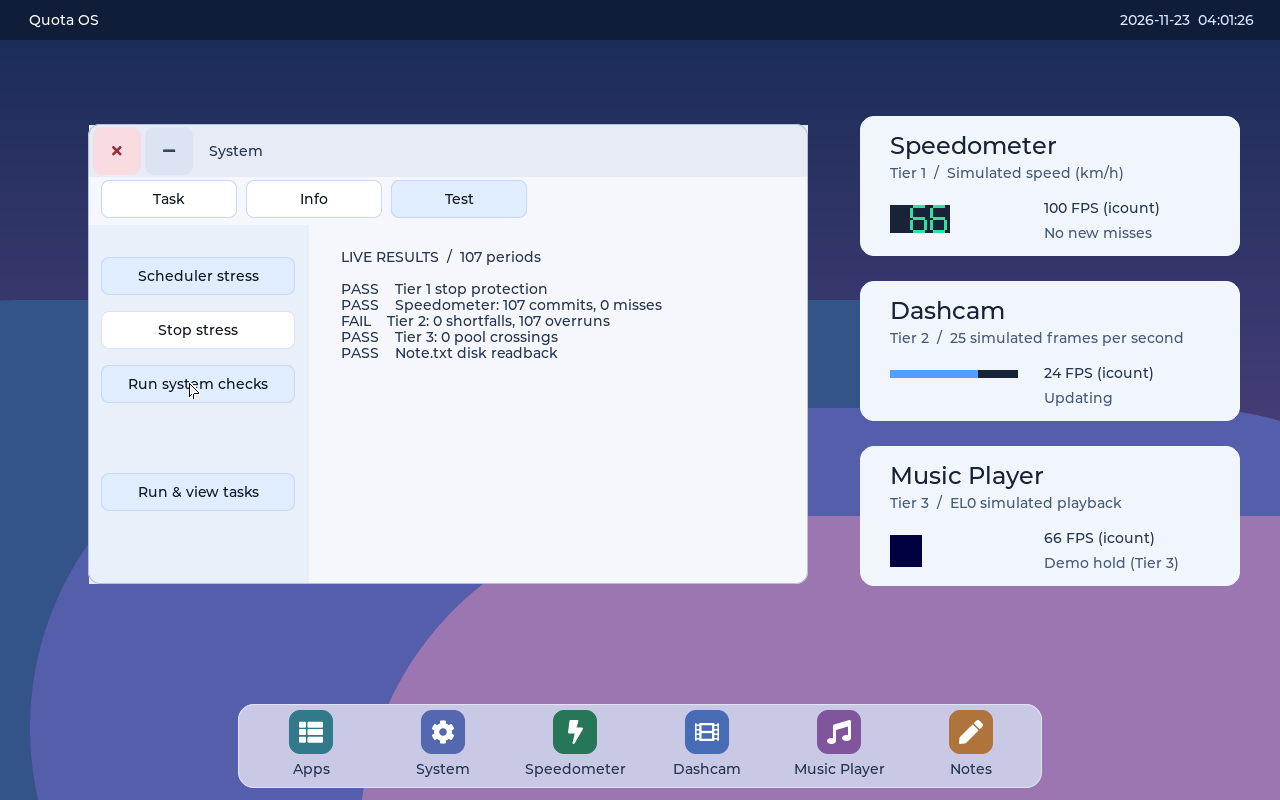 Quota OS
2026-11-23 04:01:26
System
Task Info Test
Scheduler stress
Stop stress
Run system checks
Run & view tasks
LIVE RESULTS / 107 periods
PASS Tier 1 stop protection
PASS Speedometer: 107 commits, 0 misses
FAIL Tier 2: 0 shortfalls, 107 overruns
PASS Tier 3: 0 pool crossings
PASS Note.txt disk readback
Speedometer
Tier 1 / Simulated speed (km/h)
66
100 FPS (icount)
No new misses
Dashcam
Tier 2 / 25 simulated frames per second
24 FPS (icount)
Updating
Music Player
Tier 3 / EL0 simulated playback
66 FPS (icount)
Demo hold (Tier 3)
Apps System Speedometer Dashcam Music Player Notes